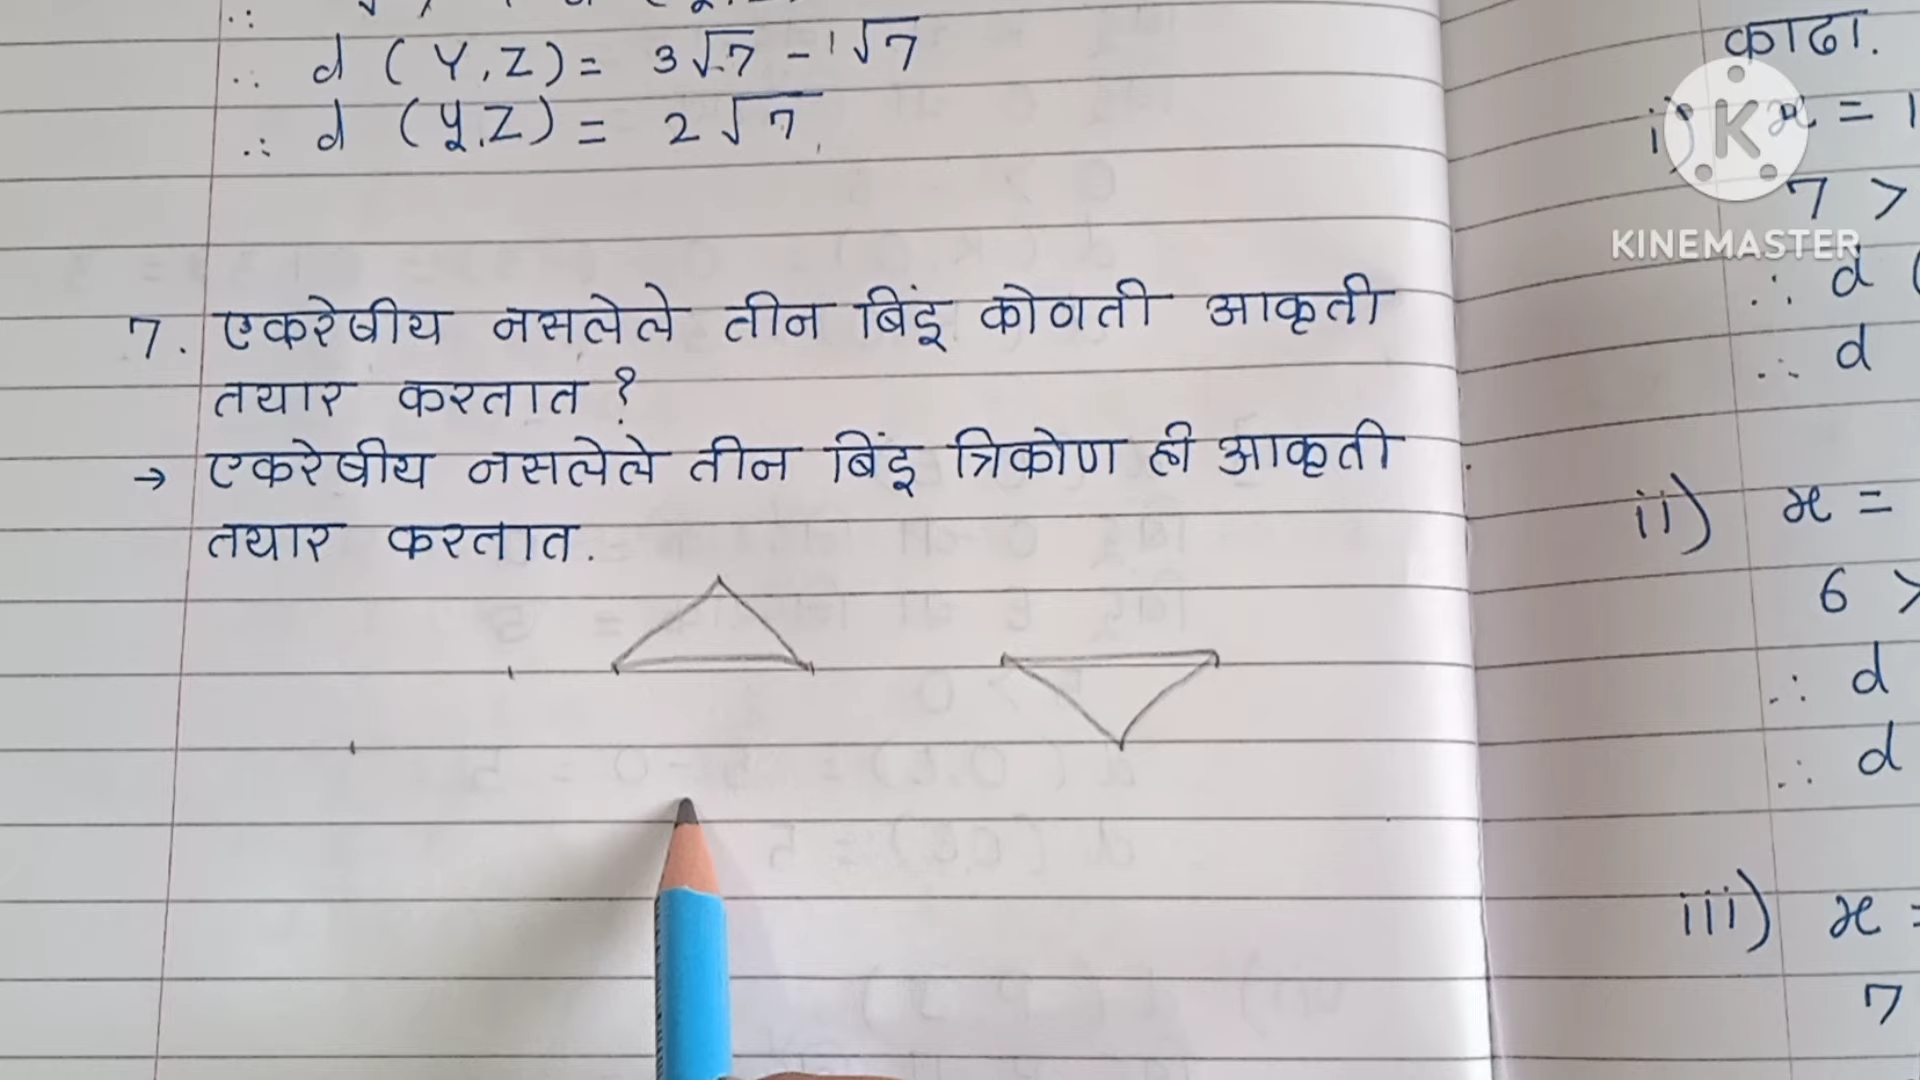 ∴ d (Y, Z) = 3√7 - 1√7
∴ d (Y, Z) = 2√7
7. एकरेषीय नसलेले तीन बिंदू कोणती आकृती
तयार करतात ?
→ एकरेषीय नसलेले तीन बिंदू त्रिकोण ही आकृती
तयार करतात.
काढा.
i) x = 1
7 >
∴ d (
∴ d
ii) x =
6 >
∴ d
∴ d
iii) x =
7
K
KINEMASTER